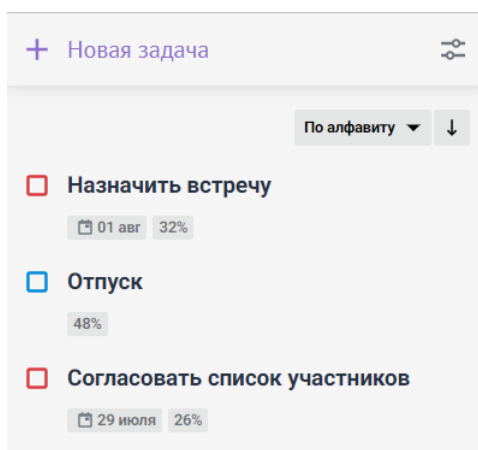 Новая задача
По алфавиту
Назначить встречу
01 авг 32%
Отпуск
48%
Согласовать список участников
29 июля 26%